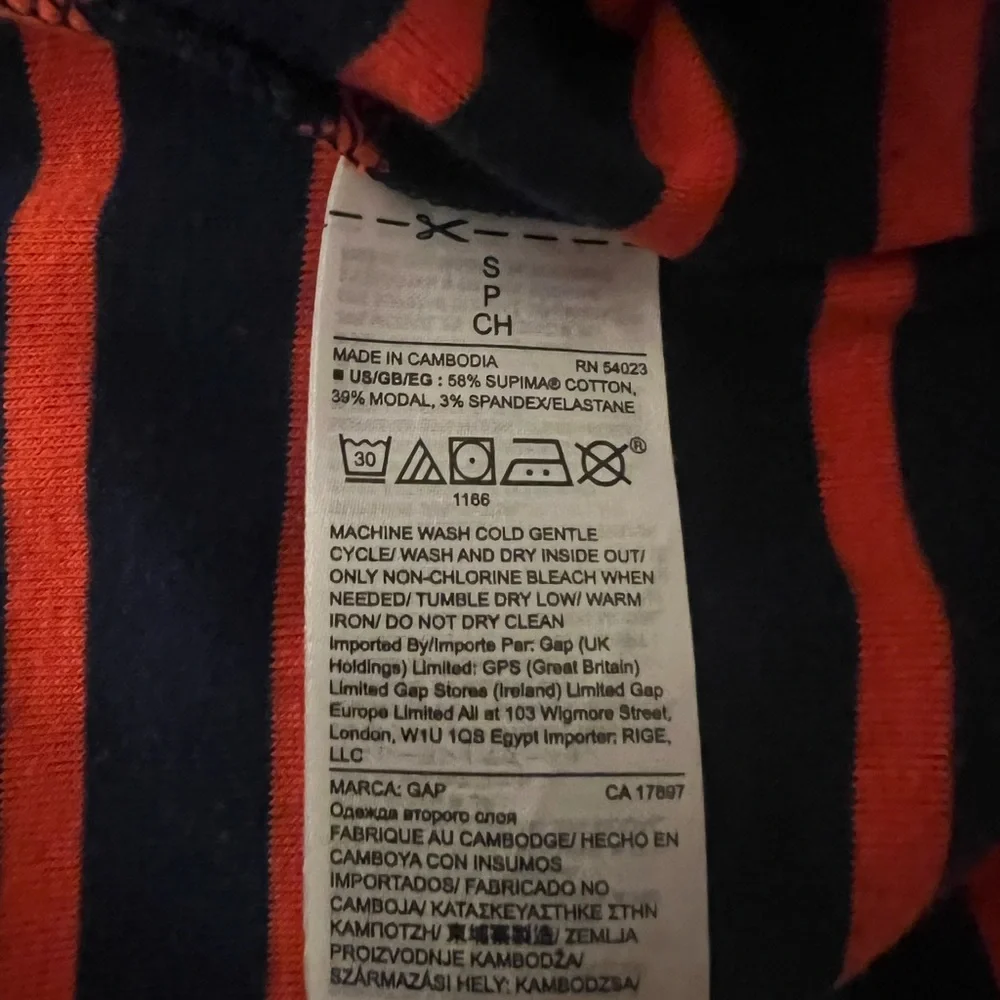 S
P
CH
MADE IN CAMBODIA RN 54023
■ US/GB/EG : 58% SUPIMA® COTTON,
39% MODAL, 3% SPANDEX/ELASTANE
30
®
1166
MACHINE WASH COLD GENTLE
CYCLE/ WASH AND DRY INSIDE OUT/
ONLY NON-CHLORINE BLEACH WHEN
NEEDED/ TUMBLE DRY LOW/ WARM
IRON/ DO NOT DRY CLEAN
Imported By/Importe Par: Gap (UK
Holdings) Limited: GPS (Great Britain)
Limited Gap Stores (Ireland) Limited Gap
Europe Limited All at 103 Wigmore Street,
London, W1U 1QS Egypt Importer: RIGE,
LLC
MARCA: GAP CA 17897
Одежда второго слоя
FABRIQUE AU CAMBODGE/ HECHO EN
CAMBOYA CON INSUMOS
IMPORTADOS/ FABRICADO NO
CAMBOJA/ ΚΑΤΑΣΚΕΥΑΣΤΗΚΕ ΣΤΗΝ
ΚΑΜΠΟΤΖΗ/ 柬埔寨製造/ ZEMLJA
PROIZVODNJE KAMBODŽA/
SZÁRMAZÁSI HELY: KAMBODZSA/